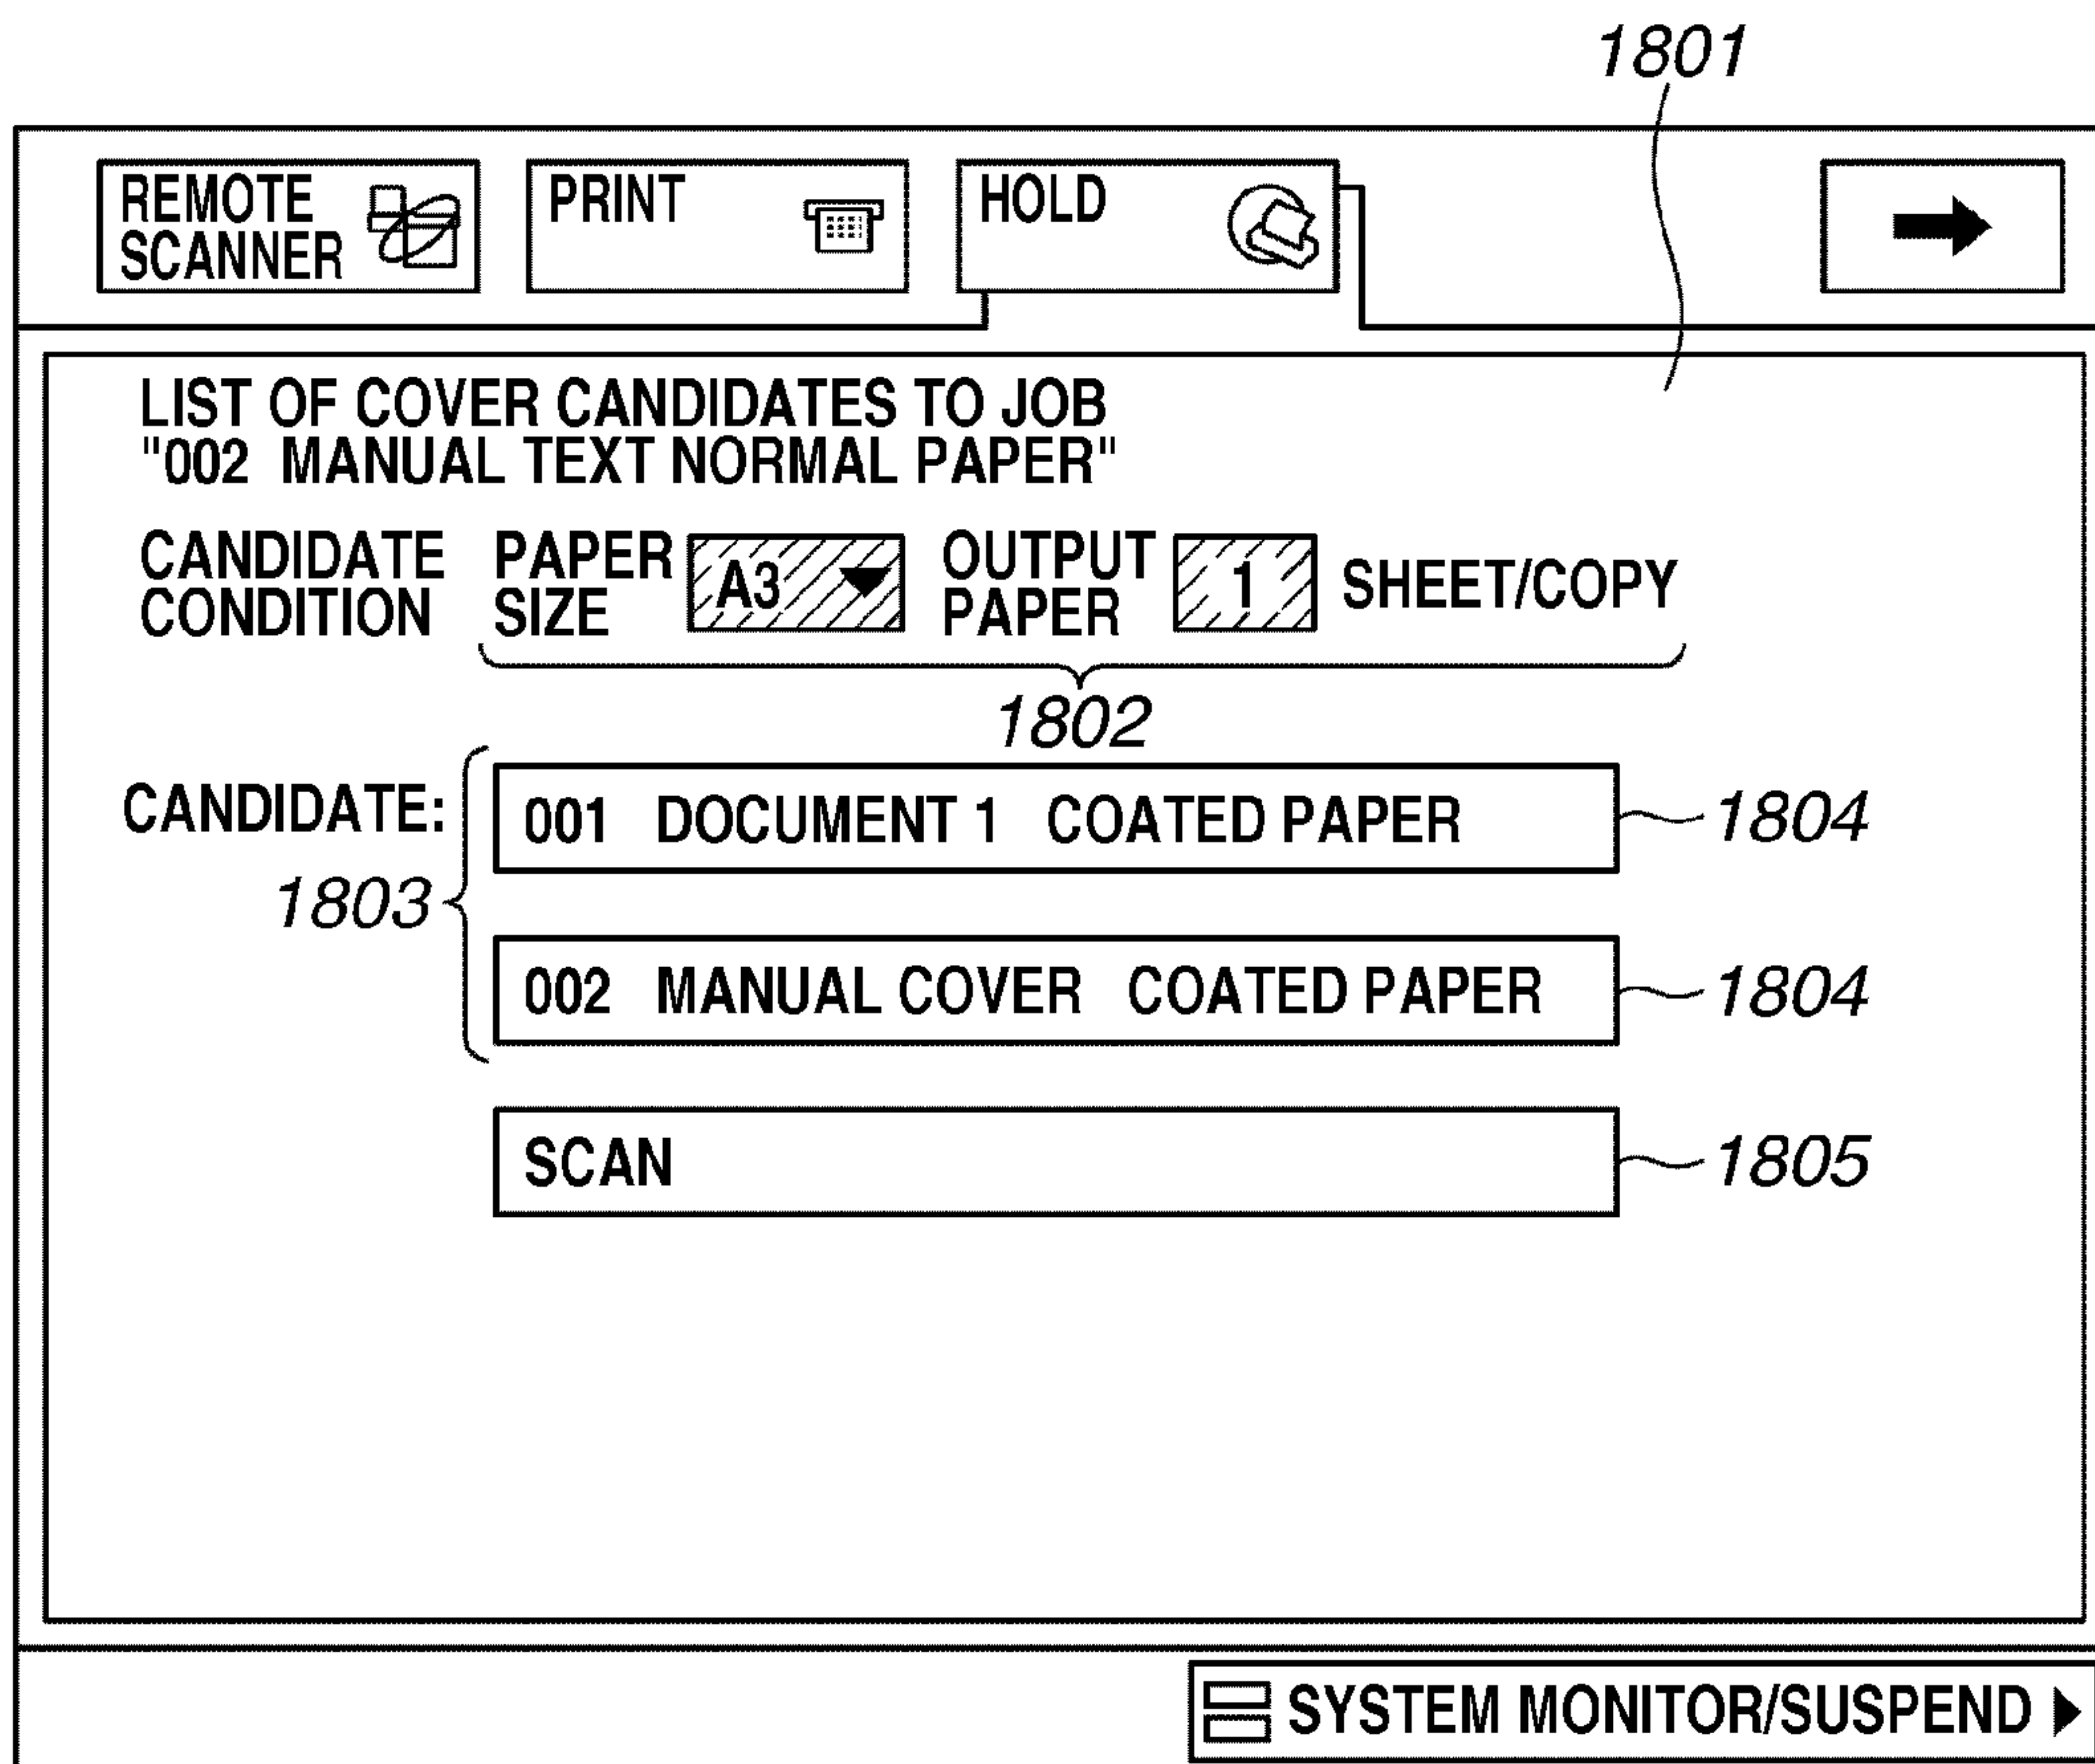 1801
REMOTE
SCANNER
PRINT
HOLD
LIST OF COVER CANDIDATES TO JOB
"002 MANUAL TEXT NORMAL PAPER"
CANDIDATE
CONDITION
PAPER
SIZE
A3
OUTPUT
PAPER
1
SHEET/COPY
1802
CANDIDATE:
1803
001 DOCUMENT 1 COATED PAPER
1804
002 MANUAL COVER COATED PAPER
1804
SCAN
1805
SYSTEM MONITOR/SUSPEND